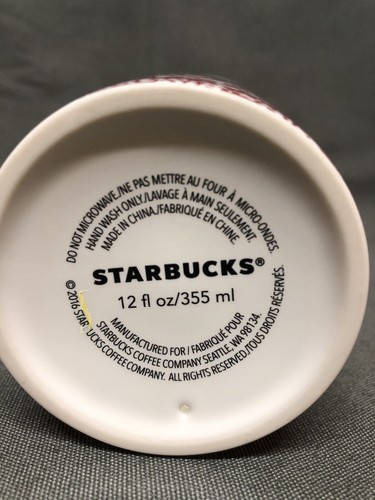 DO NOT MICROWAVE./NE PAS METTRE AU FOUR À MICRO-ONDES.
HAND WASH ONLY./LAVAGE À MAIN SEULEMENT.
MADE IN CHINA./FABRIQUÉ EN CHINE
STARBUCKS®
12 fl oz/355 ml
MANUFACTURED FOR / FABRIQUÉ POUR
STARBUCKS COFFEE COMPANY SEATTLE, WA 98134.
© 2016 STAR UCKS COFFEE COMPANY. ALL RIGHTS RESERVED./TOUS DROITS RÉSERVÉS.